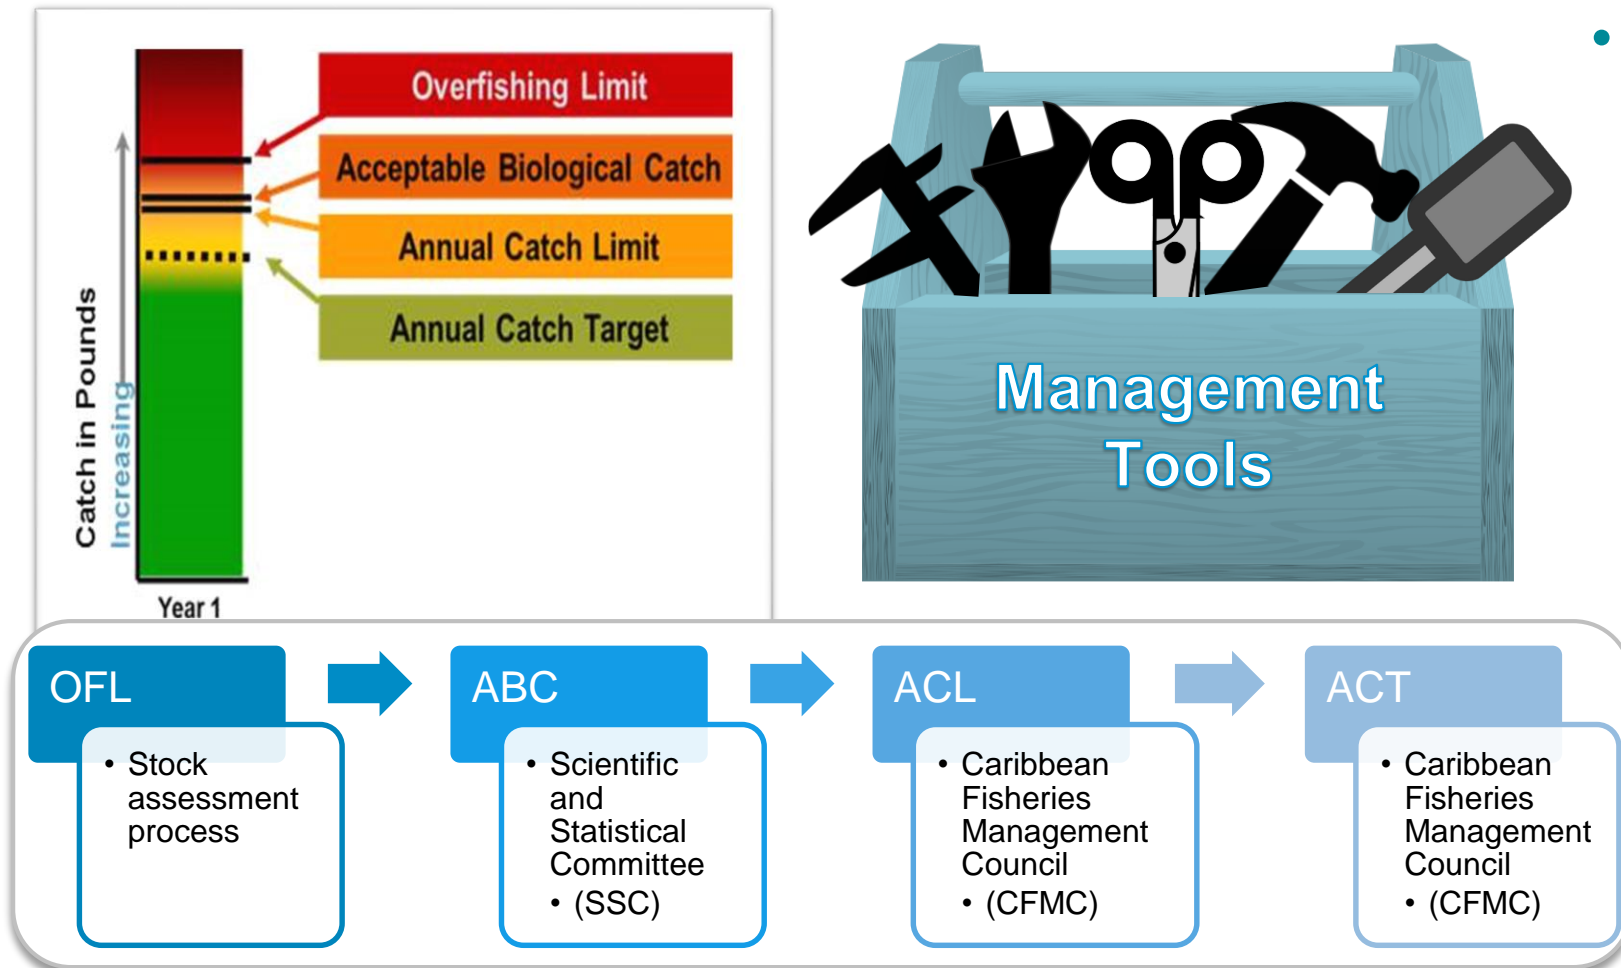 Overfishing Limit
Acceptable Biological Catch
Annual Catch Limit
Annual Catch Target
Catch in Pounds
Increasing
Year 1
Management
Tools
OFL
• Stock
assessment
process
ABC
• Scientific
and
Statistical
Committee
• (SSC)
ACL
• Caribbean
Fisheries
Management
Council
• (CFMC)
ACT
• Caribbean
Fisheries
Management
Council
• (CFMC)